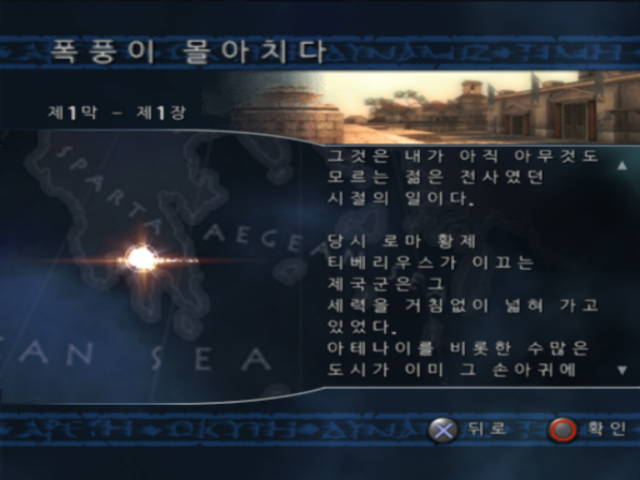 폭풍이 몰아치다
제1막 - 제1장
그것은 내가 아직 아무것도
모르는 젊은 전사였던
시절의 일이다.
당시 로마 황제
티베리우스가 이끄는
제국군은 그
세력을 거침없이 넓혀 가고
있었다.
아테나이를 비롯한 수많은
도시가 이미 그 손아귀에
SPARTA
AEGEAN
AN SEA
뒤로
확인